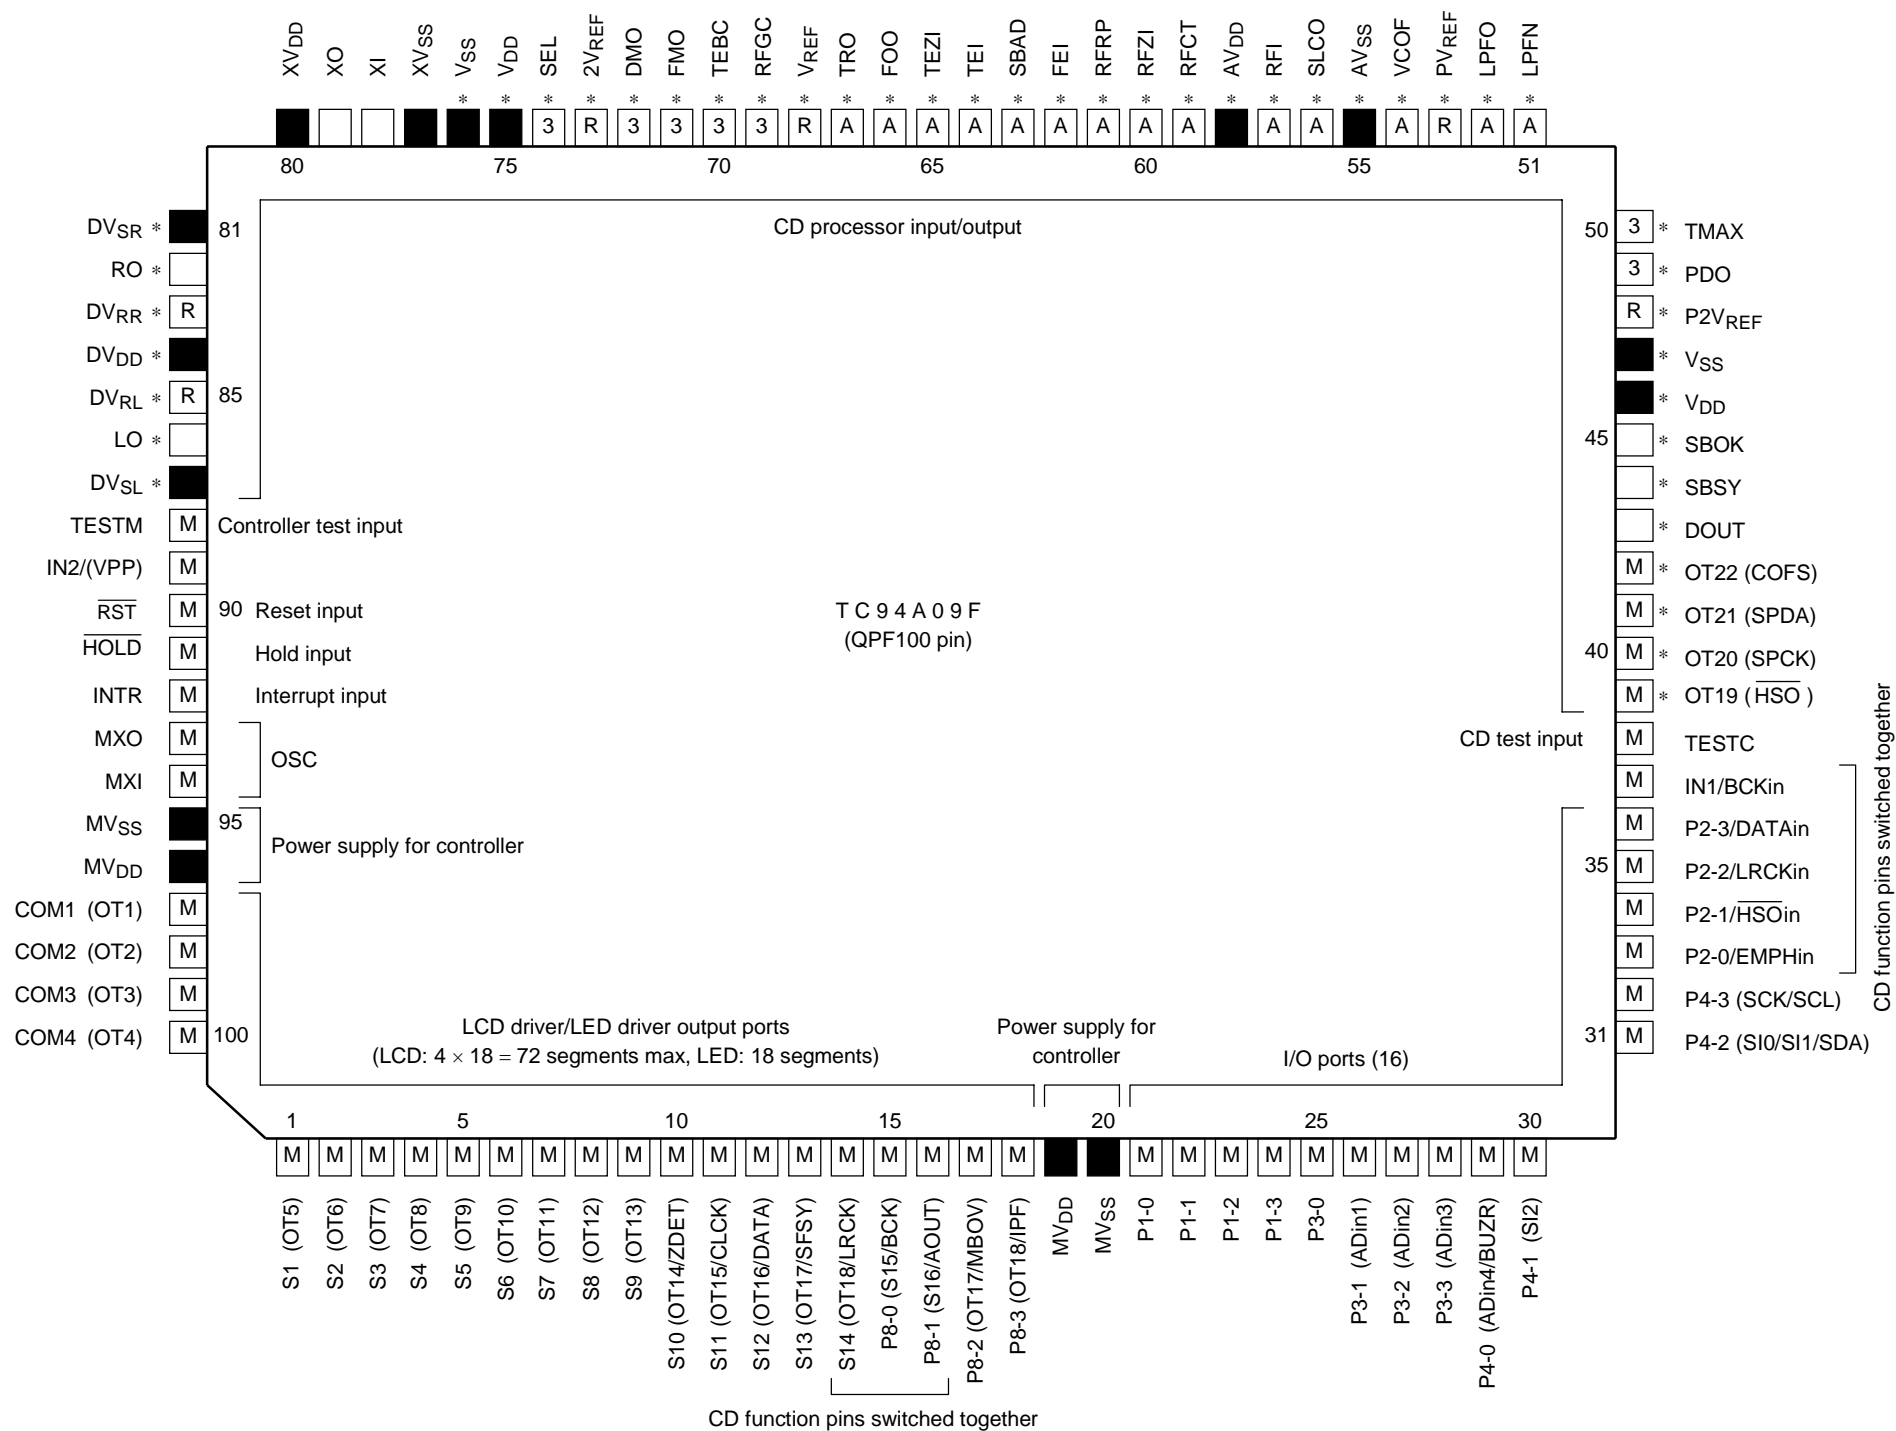 XVDD XO XI XVSS VSS VDD SEL 2VREF DMO FMO TEBC RFGC VREF TRO FOO TEZI TEI SBAD FEI RFRP RFZI RFCT AVDD RFI SLCO AVSS VCOF PVREF LPFO LPFN
* * * * * * * * * * * * * * * * * * * * * * * * * *
3 R 3 3 3 3 R A A A A A A A A A A A A R A A
80 75 70 65 60 55 51
DVSR * 81 CD processor input/output 50 3 * TMAX
RO * 3 * PDO
DVRR * R R * P2VREF
DVDD * * VSS
DVRL * R 85 * VDD
LO * 45 * SBOK
DVSL * * SBSY
TESTM M Controller test input * DOUT
IN2/(VPP) M M * OT22 (COFS)
RST M 90 Reset input TC94A09F M * OT21 (SPDA)
(QPF100 pin)
HOLD M Hold input 40 M * OT20 (SPCK)
INTR M Interrupt input M * OT19 (HSO)
MXO M CD test input M TESTC
OSC
MXI M M IN1/BCKin
MVSS 95 M P2-3/DATAin
Power supply for controller
MVDD 35 M P2-2/LRCKin
COM1 (OT1) M M P2-1/HSOin
COM2 (OT2) M M P2-0/EMPHin
COM3 (OT3) M M P4-3 (SCK/SCL)
CD function pins switched together
COM4 (OT4) M 100 31 M P4-2 (SI0/SI1/SDA)
LCD driver/LED driver output ports
(LCD: 4 × 18 = 72 segments max, LED: 18 segments)
Power supply for
controller
I/O ports (16)
1 5 10 15 20 25 30
M M M M M M M M M M M M M M M M M M M M M M M M M M M M
S1 (OT5)
S2 (OT6)
S3 (OT7)
S4 (OT8)
S5 (OT9)
S6 (OT10)
S7 (OT11)
S8 (OT12)
S9 (OT13)
S10 (OT14/ZDET)
S11 (OT15/CLCK)
S12 (OT16/DATA)
S13 (OT17/SFSY)
S14 (OT18/LRCK)
P8-0 (S15/BCK)
P8-1 (S16/AOUT)
P8-2 (OT17/MBOV)
P8-3 (OT18/IPF)
MVDD
MVSS
P1-0
P1-1
P1-2
P1-3
P3-0
P3-1 (ADin1)
P3-2 (ADin2)
P3-3 (ADin3)
P4-0 (ADin4/BUZR)
P4-1 (SI2)
CD function pins switched together